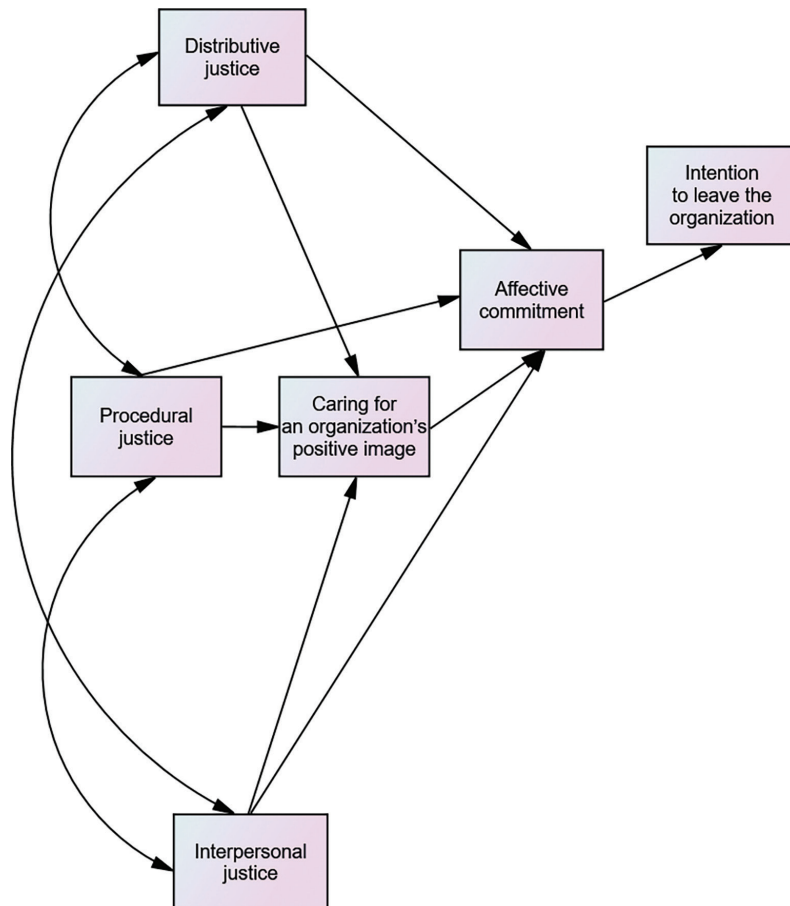 Distributive
justice
Intention
to leave the
organization
Affective
commitment
Procedural
justice
Caring for
an organization's
positive image
Interpersonal
justice